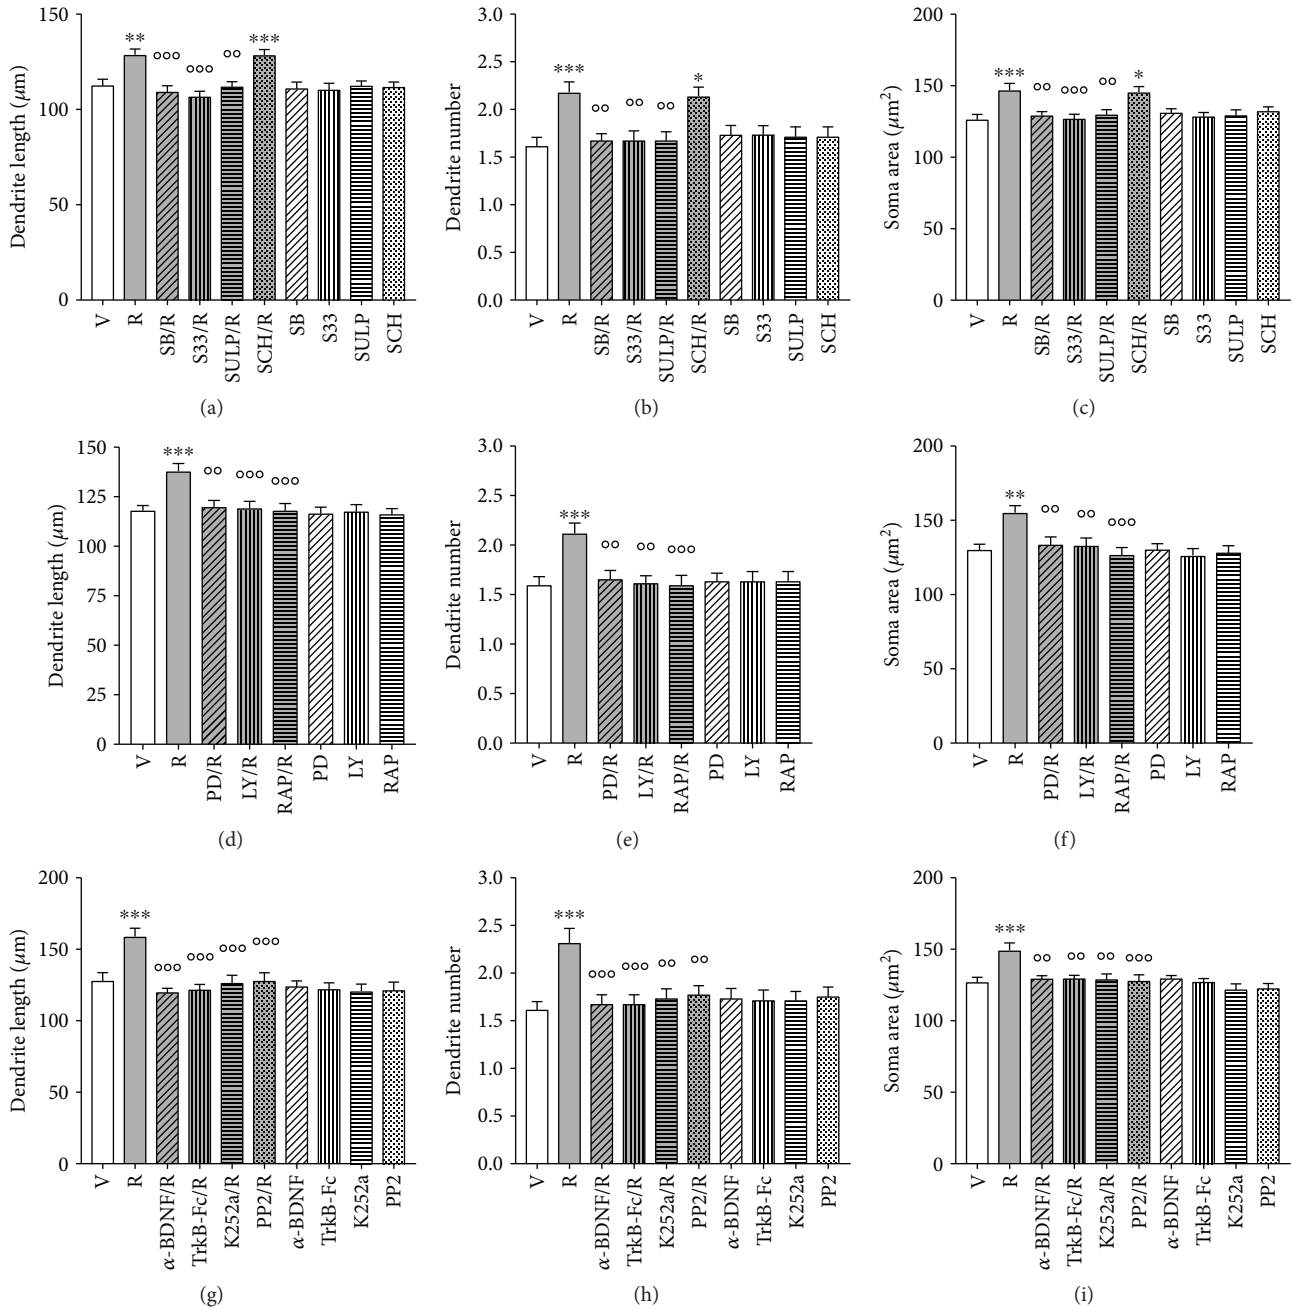 Dendrite length (μm)
150
100
50
0
**
°°°
°°°
°°
***
V
R
SB/R
S33/R
SULP/R
SCH/R
SB
S33
SULP
SCH
(a)
Dendrite number
3.0
2.5
2.0
1.5
1.0
0.5
0.0
***
°°
°°
°°
*
V
R
SB/R
S33/R
SULP/R
SCH/R
SB
S33
SULP
SCH
(b)
Soma area (μm²)
200
150
100
50
0
***
°°
°°°
°°
*
V
R
SB/R
S33/R
SULP/R
SCH/R
SB
S33
SULP
SCH
(c)
Dendrite length (μm)
150
125
100
75
50
25
0
***
°°
°°°
°°°
V
R
PD/R
LY/R
RAP/R
PD
LY
RAP
(d)
Dendrite number
3.0
2.5
2.0
1.5
1.0
0.5
0.0
***
°°
°°
°°°
V
R
PD/R
LY/R
RAP/R
PD
LY
RAP
(e)
Soma area (μm²)
200
150
100
50
0
**
°°
°°
°°°
V
R
PD/R
LY/R
RAP/R
PD
LY
RAP
(f)
Dendrite length (μm)
200
150
100
50
0
***
°°°
°°°
°°°
°°°
V
R
α-BDNF/R
TrkB-Fc/R
K252a/R
PP2/R
α-BDNF
TrkB-Fc
K252a
PP2
(g)
Dendrite number
3.0
2.5
2.0
1.5
1.0
0.5
0.0
***
°°°
°°°
°°
°°
V
R
α-BDNF/R
TrkB-Fc/R
K252a/R
PP2/R
α-BDNF
TrkB-Fc
K252a
PP2
(h)
Soma area (μm²)
200
150
100
50
0
***
°°
°°
°°
°°°
V
R
α-BDNF/R
TrkB-Fc/R
K252a/R
PP2/R
α-BDNF
TrkB-Fc
K252a
PP2
(i)